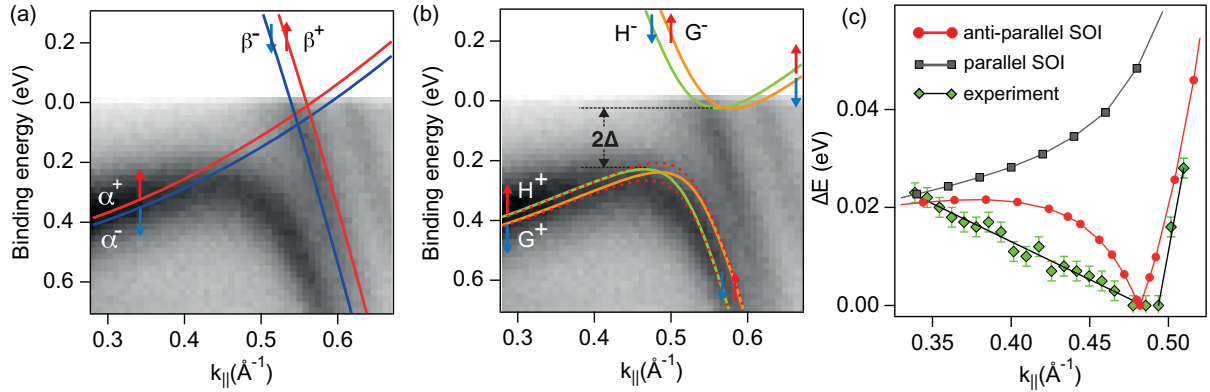 (a)
β⁻
β⁺
α⁺
α⁻
0.2
0.0
0.2
0.4
0.6
Binding energy (eV)
0.3
0.4
0.5
0.6
k||(Å⁻¹)
(b)
H⁻
G⁻
2Δ
H⁺
G⁺
0.2
0.0
0.2
0.4
0.6
Binding energy (eV)
0.3
0.4
0.5
0.6
k||(Å⁻¹)
(c)
anti-parallel SOI
parallel SOI
experiment
0.04
0.02
0.00
ΔE (eV)
0.35
0.40
0.45
0.50
k||(Å⁻¹)